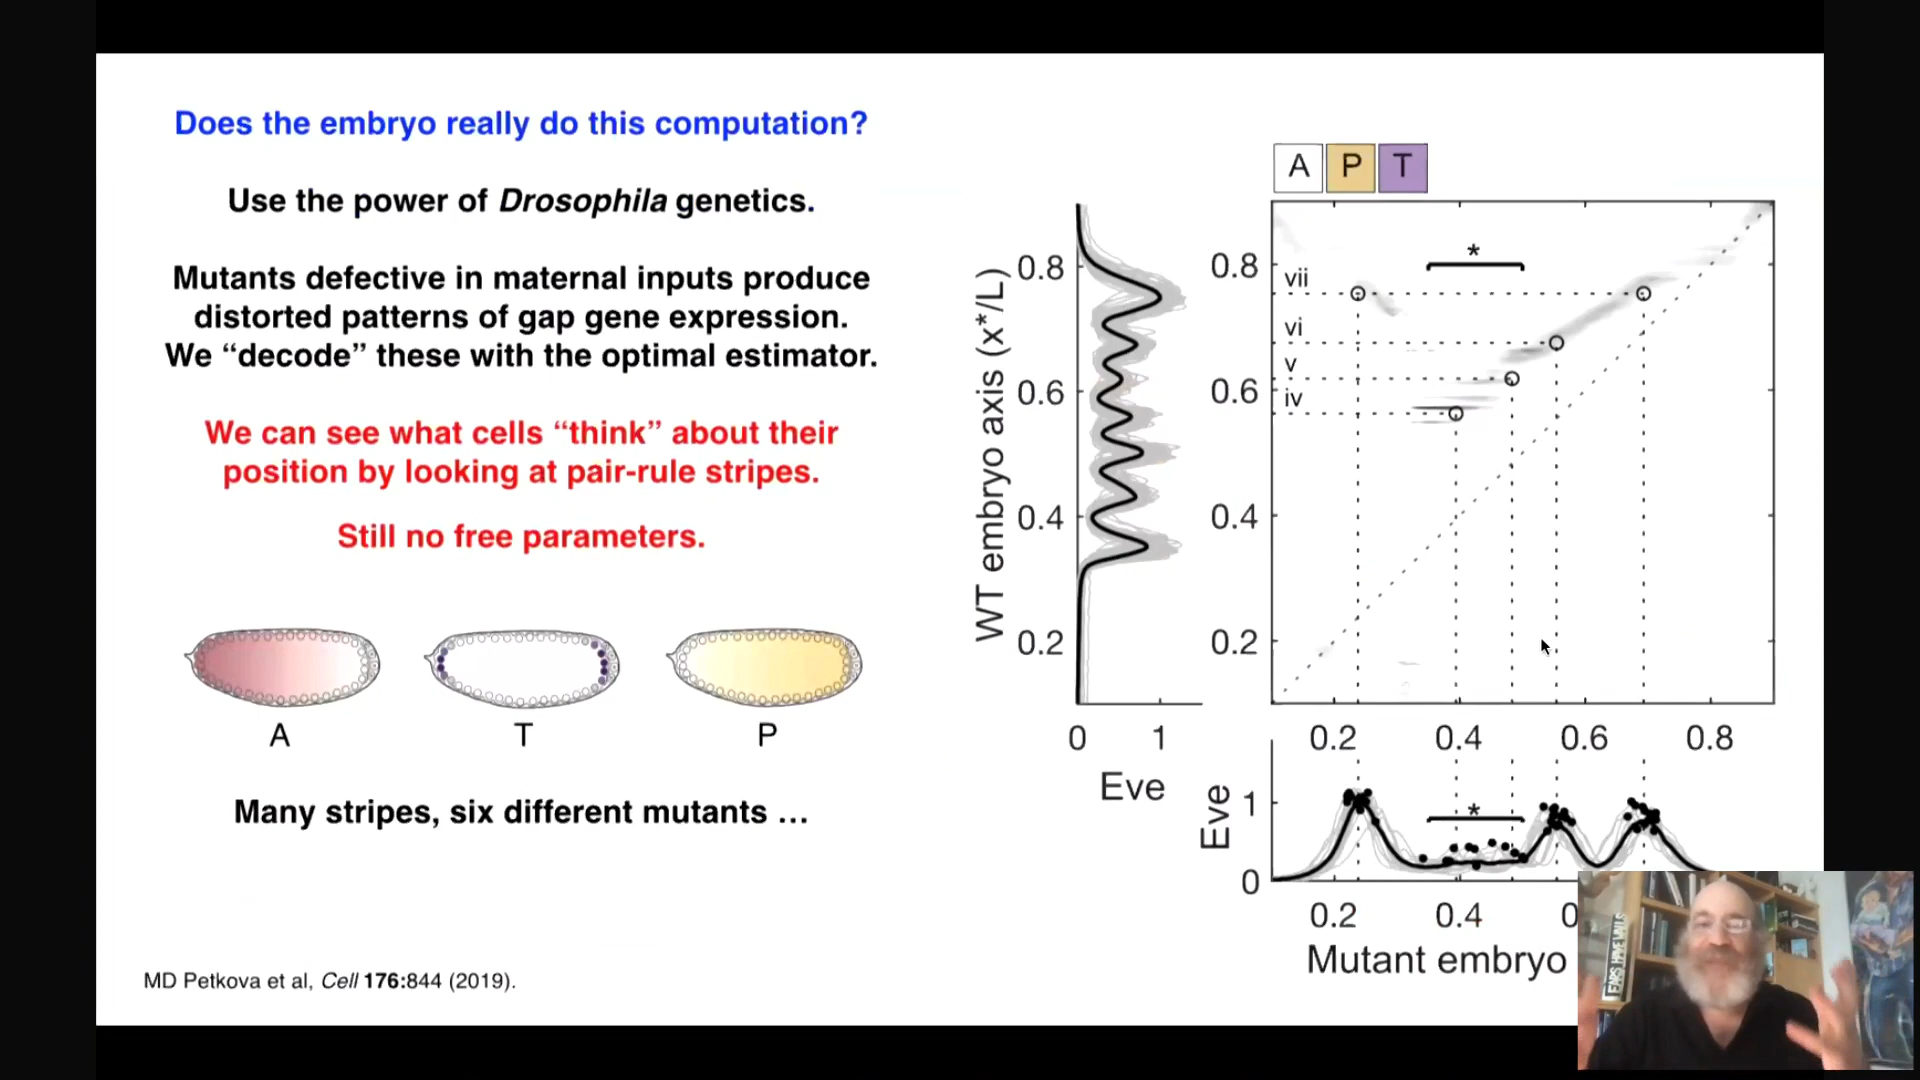 Does the embryo really do this computation?
Use the power of Drosophila genetics.
Mutants defective in maternal inputs produce
distorted patterns of gap gene expression.
We “decode” these with the optimal estimator.
We can see what cells “think” about their
position by looking at pair-rule stripes.
Still no free parameters.
A
T
P
Many stripes, six different mutants …
MD Petkova et al, Cell 176:844 (2019).
WT embryo axis (x*/L)
0.8
0.6
0.4
0.2
0 1
Eve
A P T
0.8
0.6
0.4
0.2
vii
vi
v
iv
*
0.2 0.4 0.6 0.8
Eve
1
0
*
0.2 0.4 0
Mutant embryo
EARS HAVE WALLS